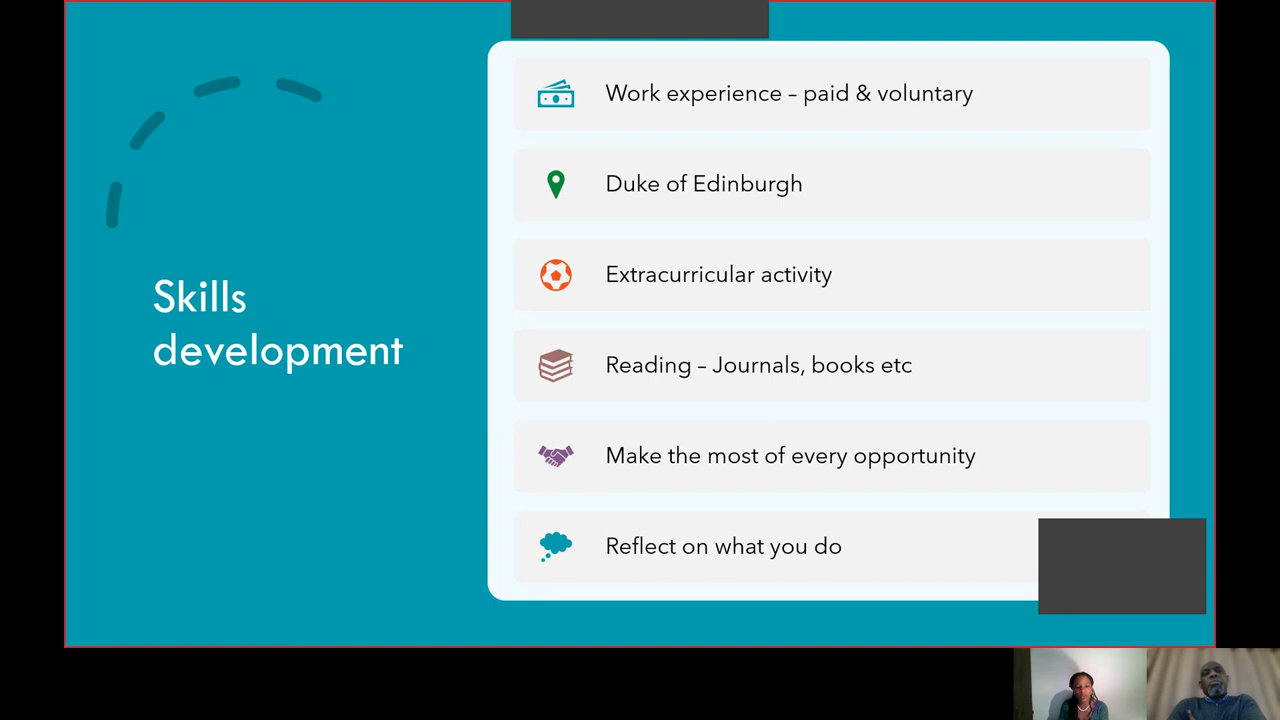 Skills
development
Work experience – paid & voluntary
Duke of Edinburgh
Extracurricular activity
Reading – Journals, books etc
Make the most of every opportunity
Reflect on what you do